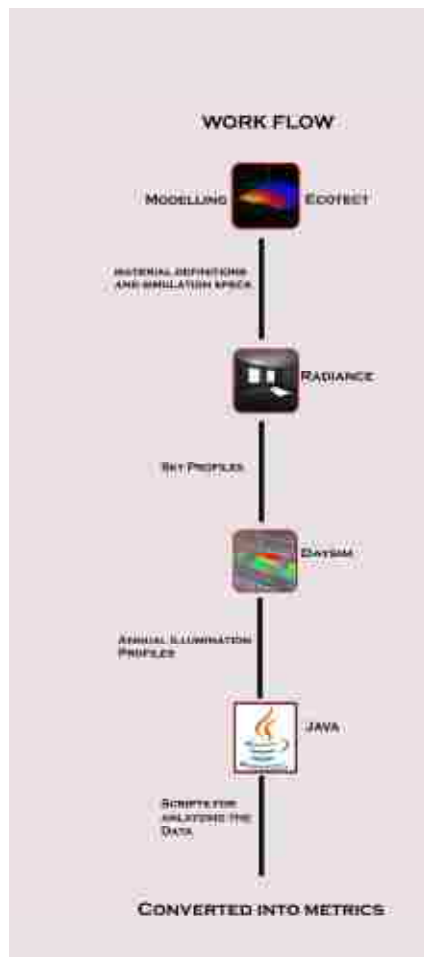 WORK FLOW
MODELLING
ECOTECT
MATERIAL DEFINITIONS
AND SIMULATION SPECS
RADIANCE
SKY PROFILES
DAYSIM
ANNUAL ILLUMINATION
PROFILES
JAVA
SCRIPTS FOR
ANLYZING THE
DATA
CONVERTED INTO METRICS